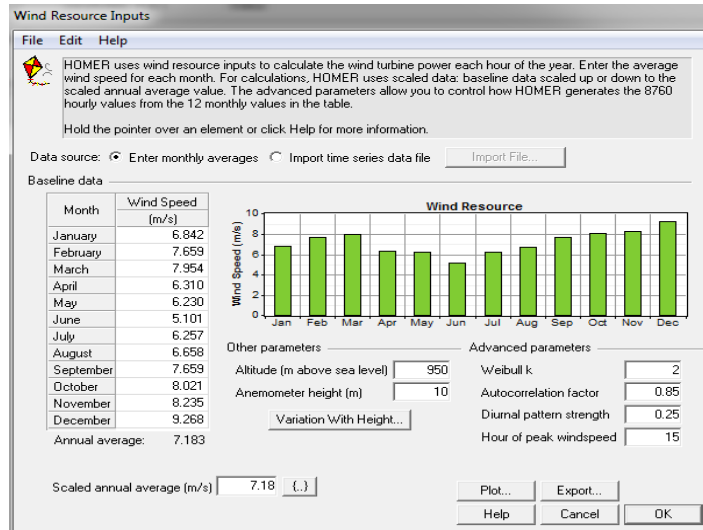 Wind Resource Inputs
File Edit Help
HOMER uses wind resource inputs to calculate the wind turbine power each hour of the year. Enter the average
wind speed for each month. For calculations, HOMER uses scaled data: baseline data scaled up or down to the
scaled annual average value. The advanced parameters allow you to control how HOMER generates the 8760
hourly values from the 12 monthly values in the table.
Hold the pointer over an element or click Help for more information.
Data source: Enter monthly averages Import time series data file Import File...
Baseline data
Month Wind Speed
(m/s)
January 6.842
February 7.659
March 7.954
April 6.310
May 6.230
June 5.101
July 6.257
August 6.658
September 7.659
October 8.021
November 8.235
December 9.268
Annual average: 7.183
Wind Resource
Wind Speed (m/s)
10
8
6
4
2
0
Jan Feb Mar Apr May Jun Jul Aug Sep Oct Nov Dec
Other parameters
Altitude (m above sea level) 950
Anemometer height (m) 10
Variation With Height...
Advanced parameters
Weibull k 2
Autocorrelation factor 0.85
Diurnal pattern strength 0.25
Hour of peak windspeed 15
Scaled annual average (m/s) 7.18 {..}
Plot... Export...
Help Cancel OK